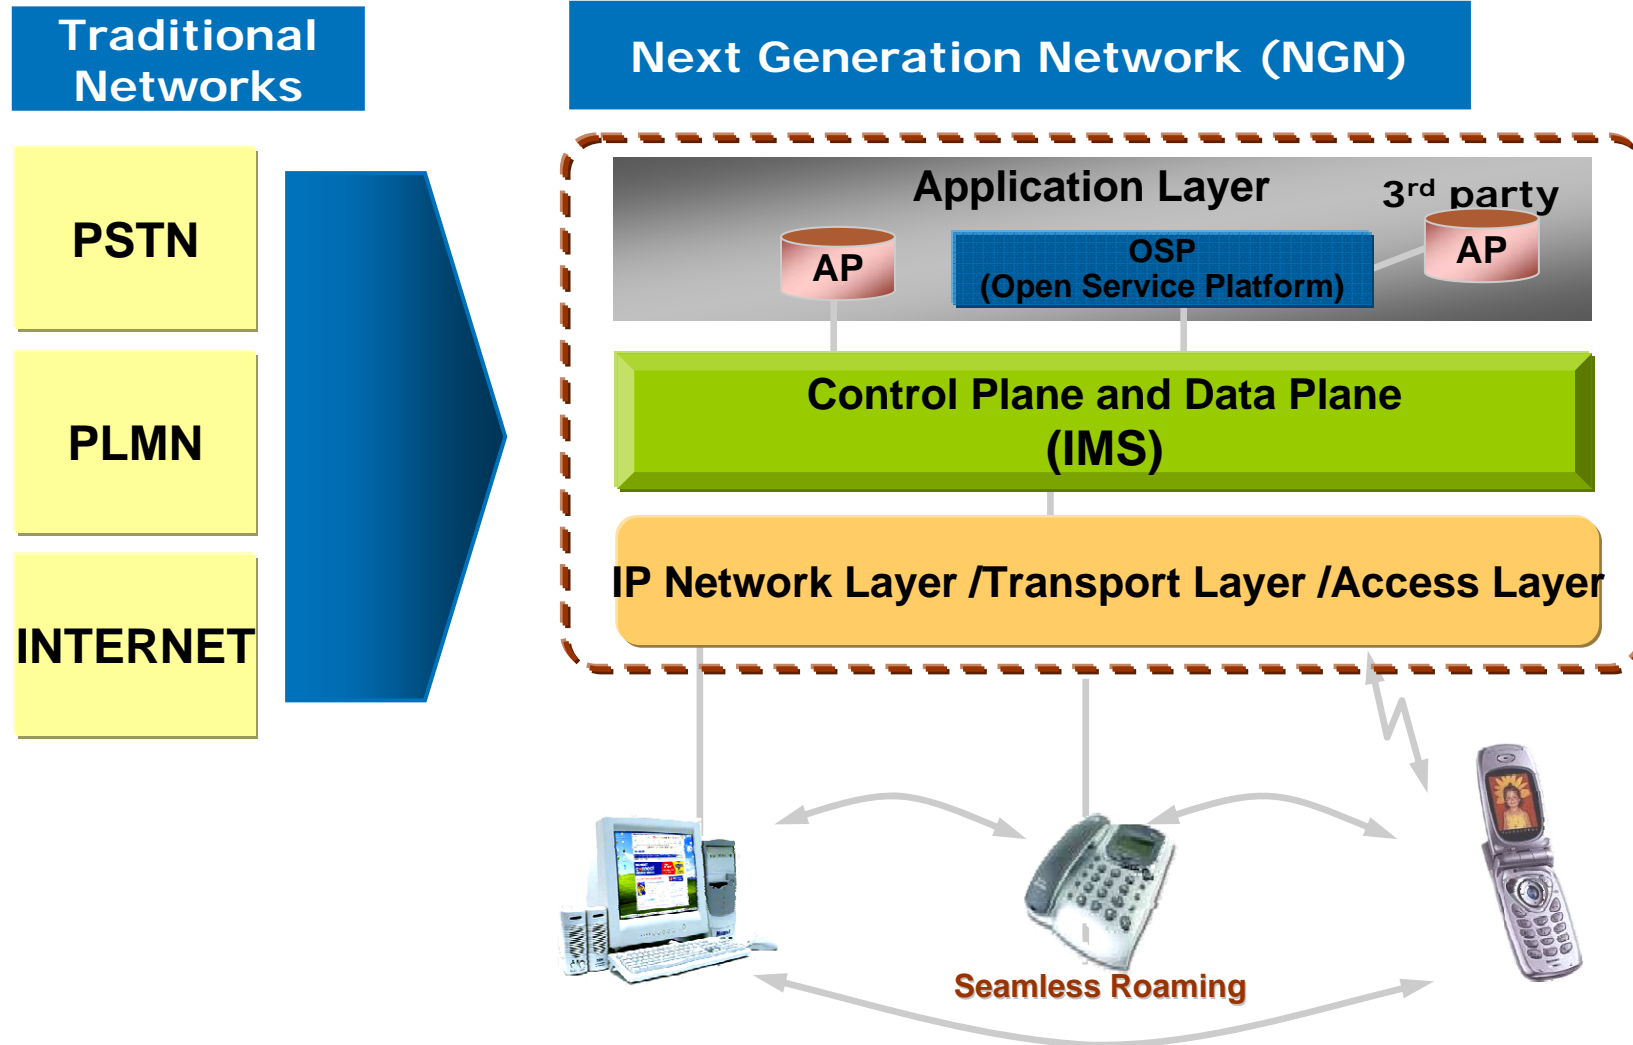 Traditional
Networks
Next Generation Network (NGN)
PSTN
PLMN
INTERNET
Application Layer
3rd party
AP
OSP
(Open Service Platform)
AP
Control Plane and Data Plane
(IMS)
IP Network Layer /Transport Layer /Access Layer
Seamless Roaming